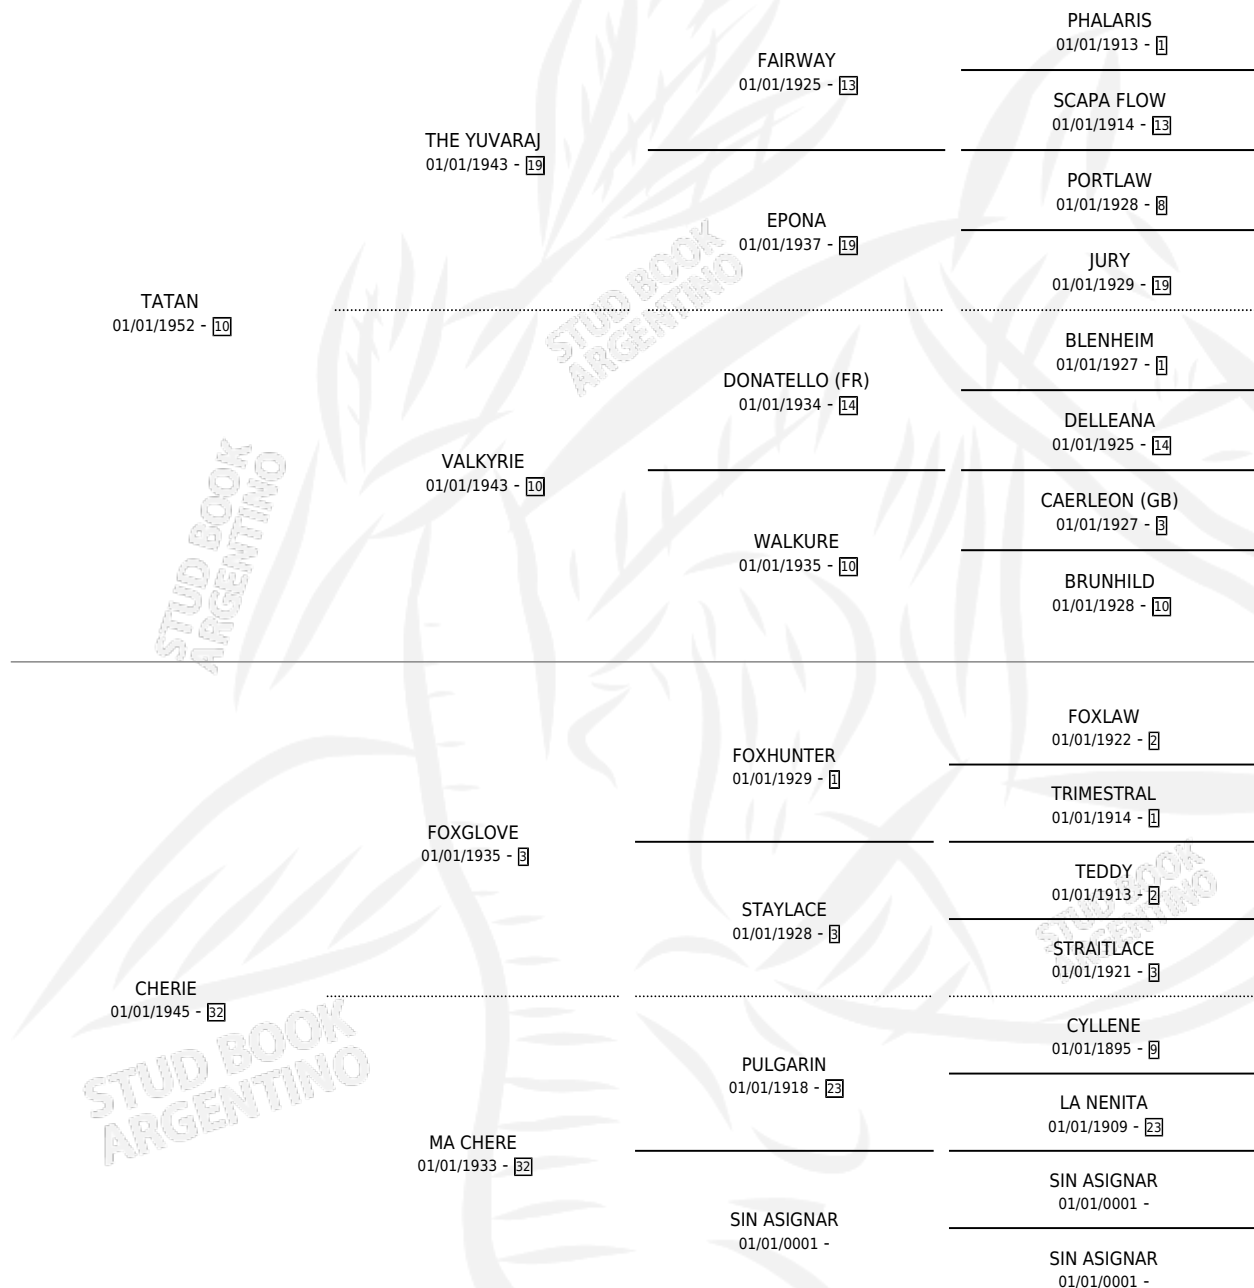 PHALARIS
01/01/1913 - 1
FAIRWAY
01/01/1925 - 13
SCAPA FLOW
01/01/1914 - 13
THE YUVARAJ
01/01/1943 - 19
PORTLAW
01/01/1928 - 8
EPONA
01/01/1937 - 19
JURY
01/01/1929 - 19
TATAN
01/01/1952 - 10
STUD BOOK
ARGENTINO
BLENHEIM
01/01/1927 - 1
DONATELLO (FR)
01/01/1934 - 14
DELLEANA
01/01/1925 - 14
VALKYRIE
01/01/1943 - 10
CAERLEON (GB)
01/01/1927 - 3
WALKURE
01/01/1935 - 10
BRUNHILD
01/01/1928 - 10
STUD BOOK
ARGENTINO
FOXLAW
01/01/1922 - 2
FOXHUNTER
01/01/1929 - 1
TRIMESTRAL
01/01/1914 - 1
FOXGLOVE
01/01/1935 - 3
TEDDY
01/01/1913 - 2
STAYLACE
01/01/1928 - 3
STRAITLACE
01/01/1921 - 3
STUD BOOK
ARGENTINO
CHERIE
01/01/1945 - 32
CYLLENE
01/01/1895 - 9
PULGARIN
01/01/1918 - 23
LA NENITA
01/01/1909 - 23
STUD BOOK
ARGENTINO
MA CHERE
01/01/1933 - 32
SIN ASIGNAR
01/01/0001 -
SIN ASIGNAR
01/01/0001 -
SIN ASIGNAR
01/01/0001 -